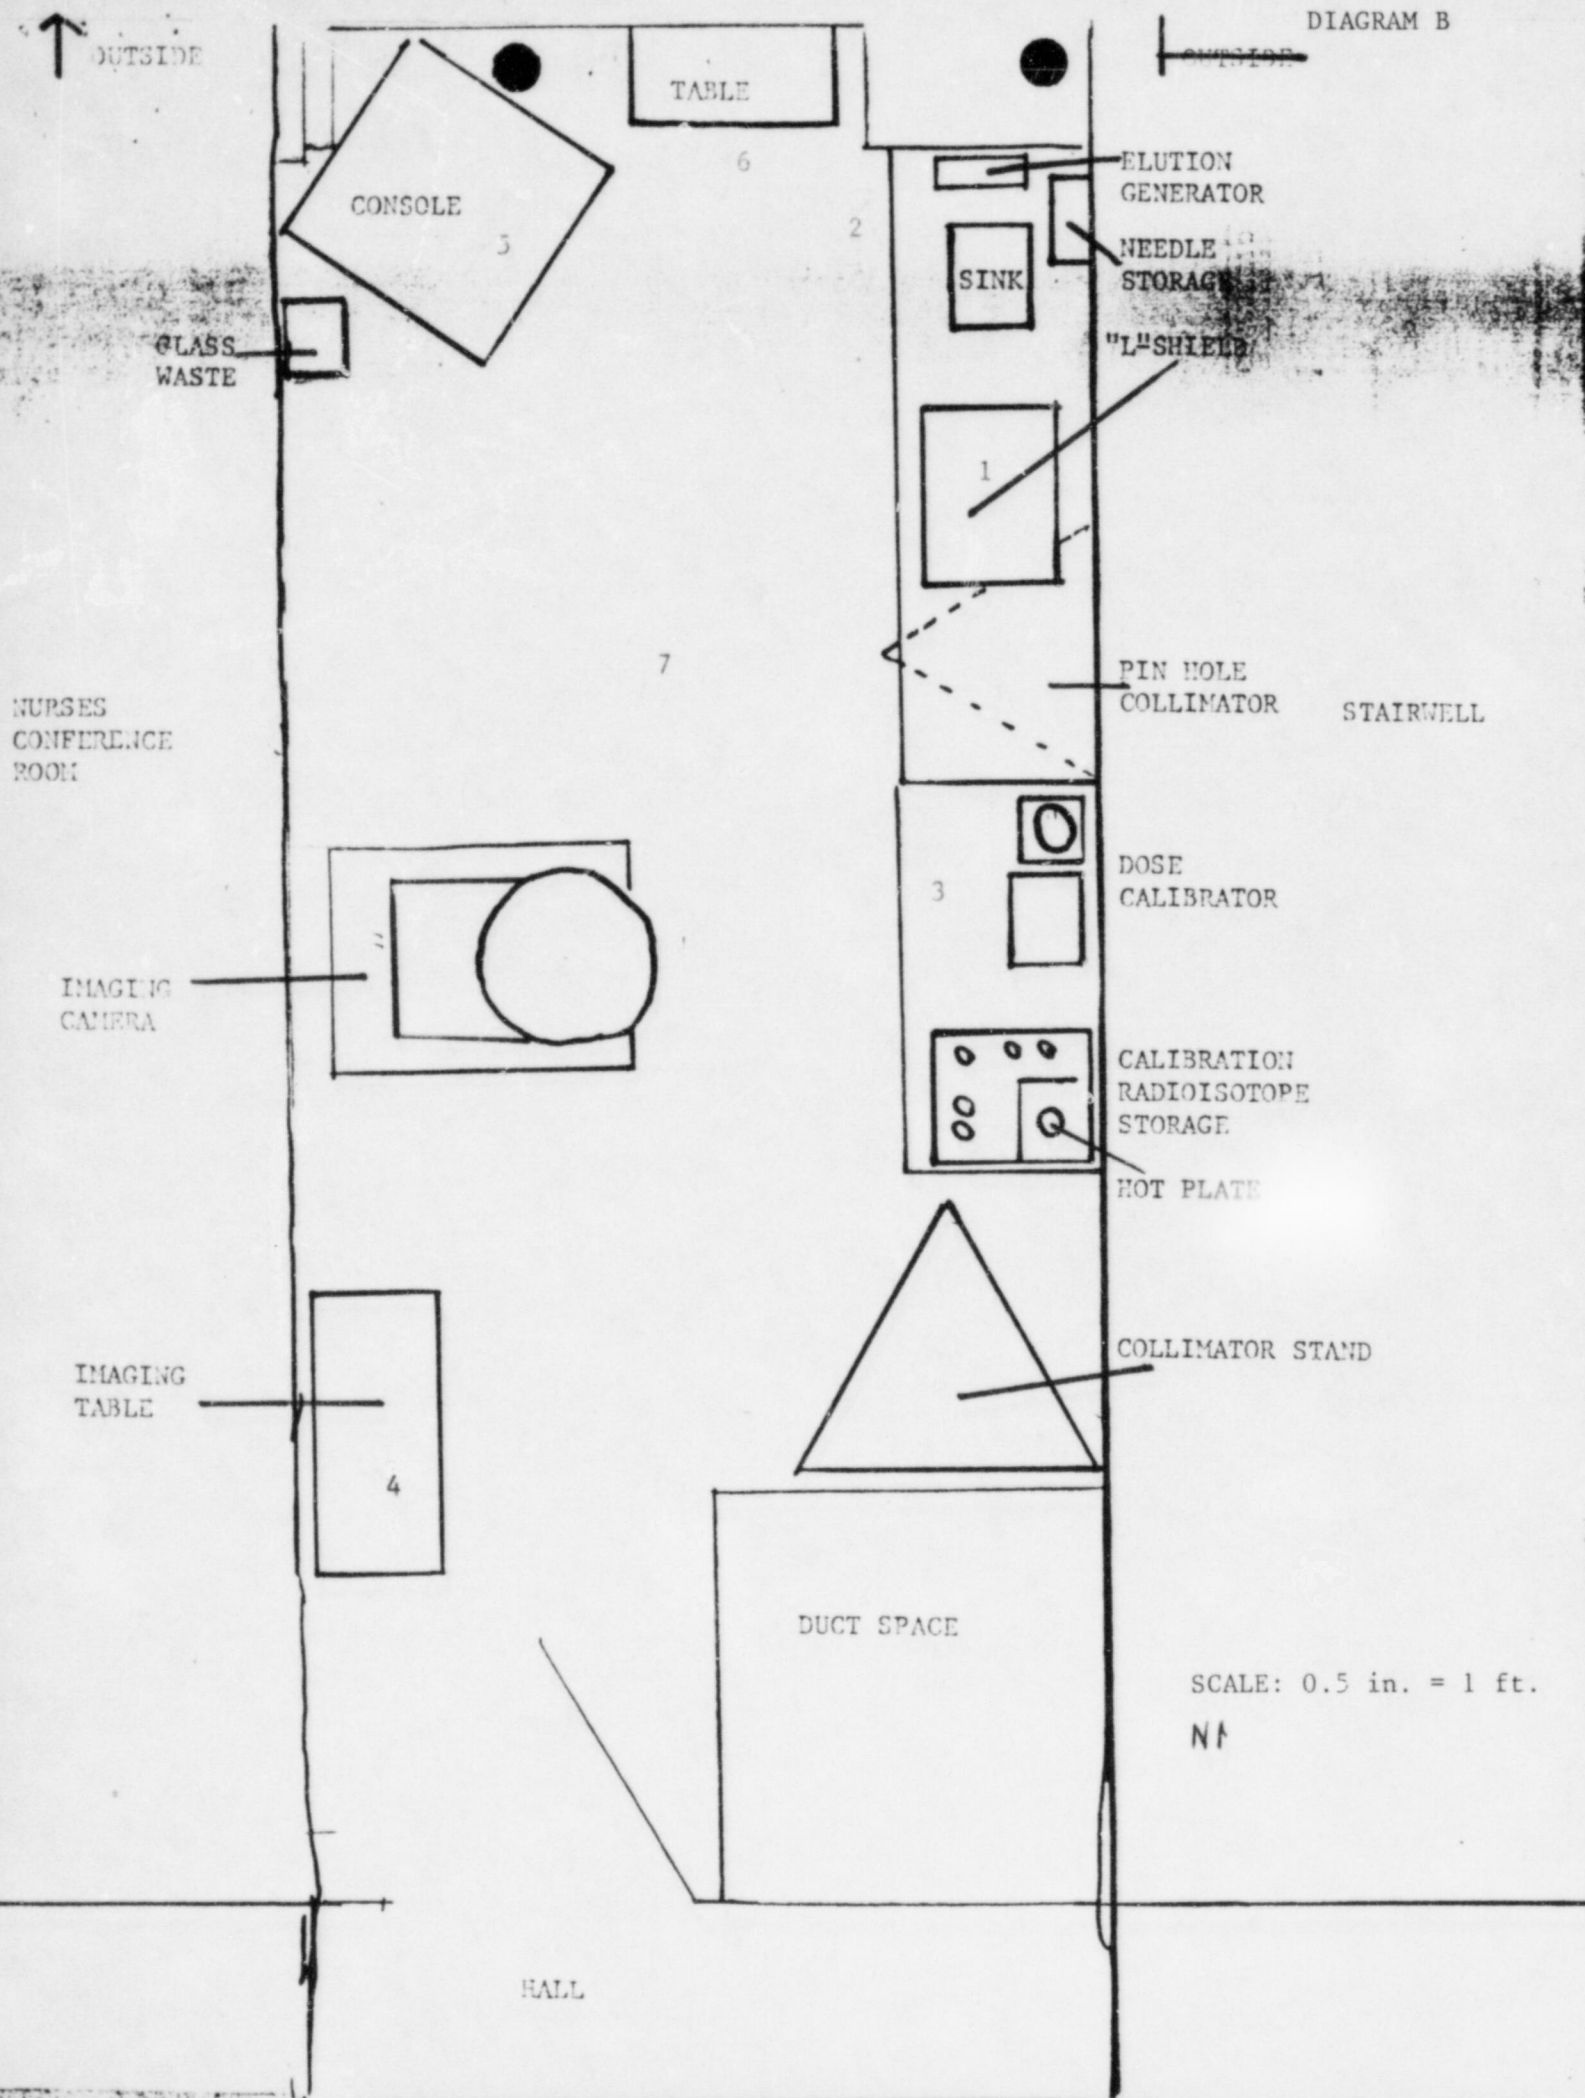 DIAGRAM B
OUTSIDE
OUTSIDE
TABLE
6
ELUTION
GENERATOR
CONSOLE
5
2
NEEDLE
STORAGE
SINK
GLASS
WASTE
"L" SHIELD
1
7
PIN HOLE
COLLIMATOR
STAIRWELL
NURSES
CONFERENCE
ROOM
3
DOSE
CALIBRATOR
IMAGING
CAMERA
CALIBRATION
RADIOISOTOPE
STORAGE
HOT PLATE
COLLIMATOR STAND
IMAGING
TABLE
4
DUCT SPACE
SCALE: 0.5 in. = 1 ft.
N
HALL